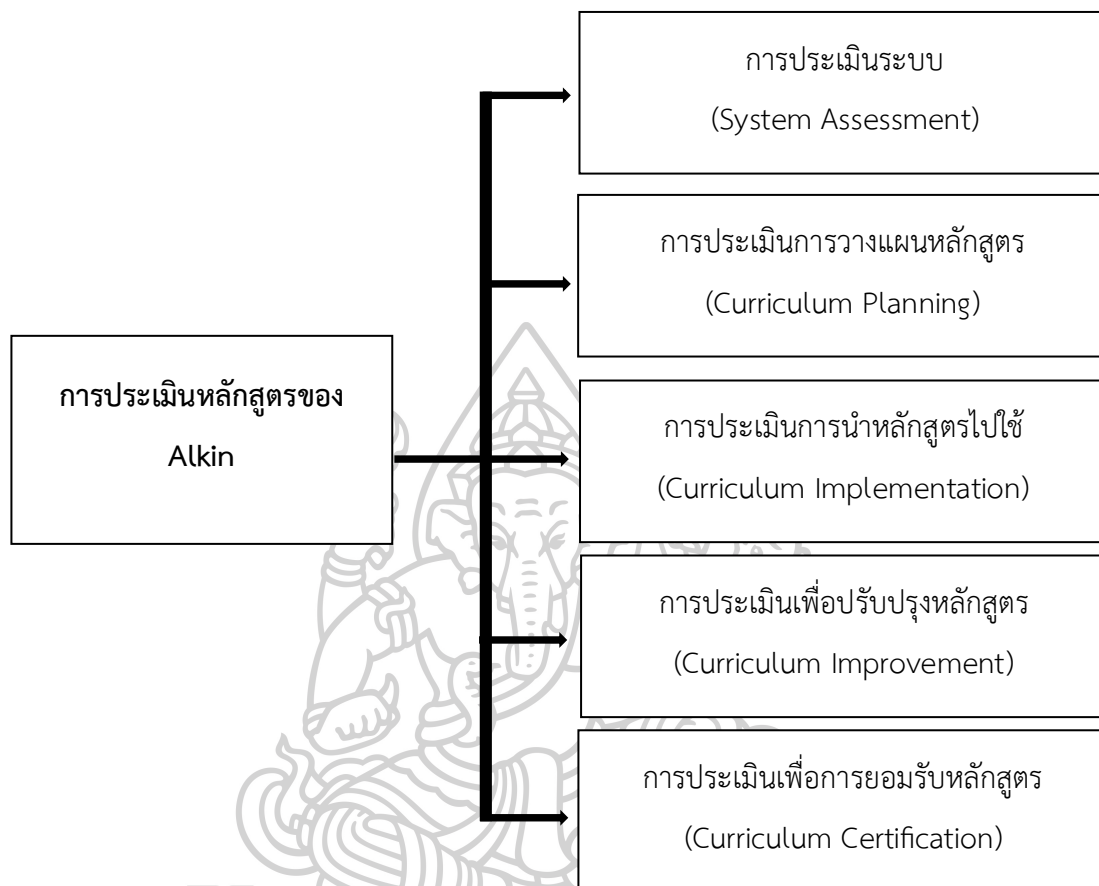 การประเมินระบบ
(System Assessment)
การประเมินการวางแผนหลักสูตร
(Curriculum Planning)
การประเมินหลักสูตรของ
Alkin
การประเมินการนำหลักสูตรไปใช้
(Curriculum Implementation)
การประเมินเพื่อปรับปรุงหลักสูตร
(Curriculum Improvement)
การประเมินเพื่อการยอมรับหลักสูตร
(Curriculum Certification)